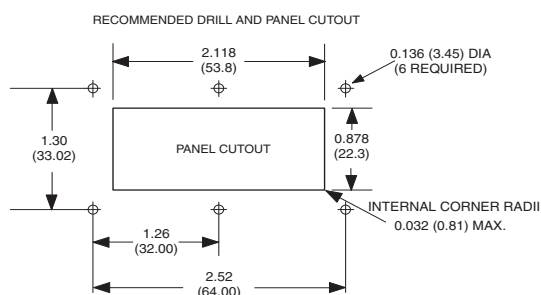 RECOMMENDED DRILL AND PANEL CUTOUT
2.118
(53.8)
0.136 (3.45) DIA
(6 REQUIRED)
1.30
(33.02)
PANEL CUTOUT
0.878
(22.3)
INTERNAL CORNER RADII
0.032 (0.81) MAX.
1.26
(32.00)
2.52
(64.00)